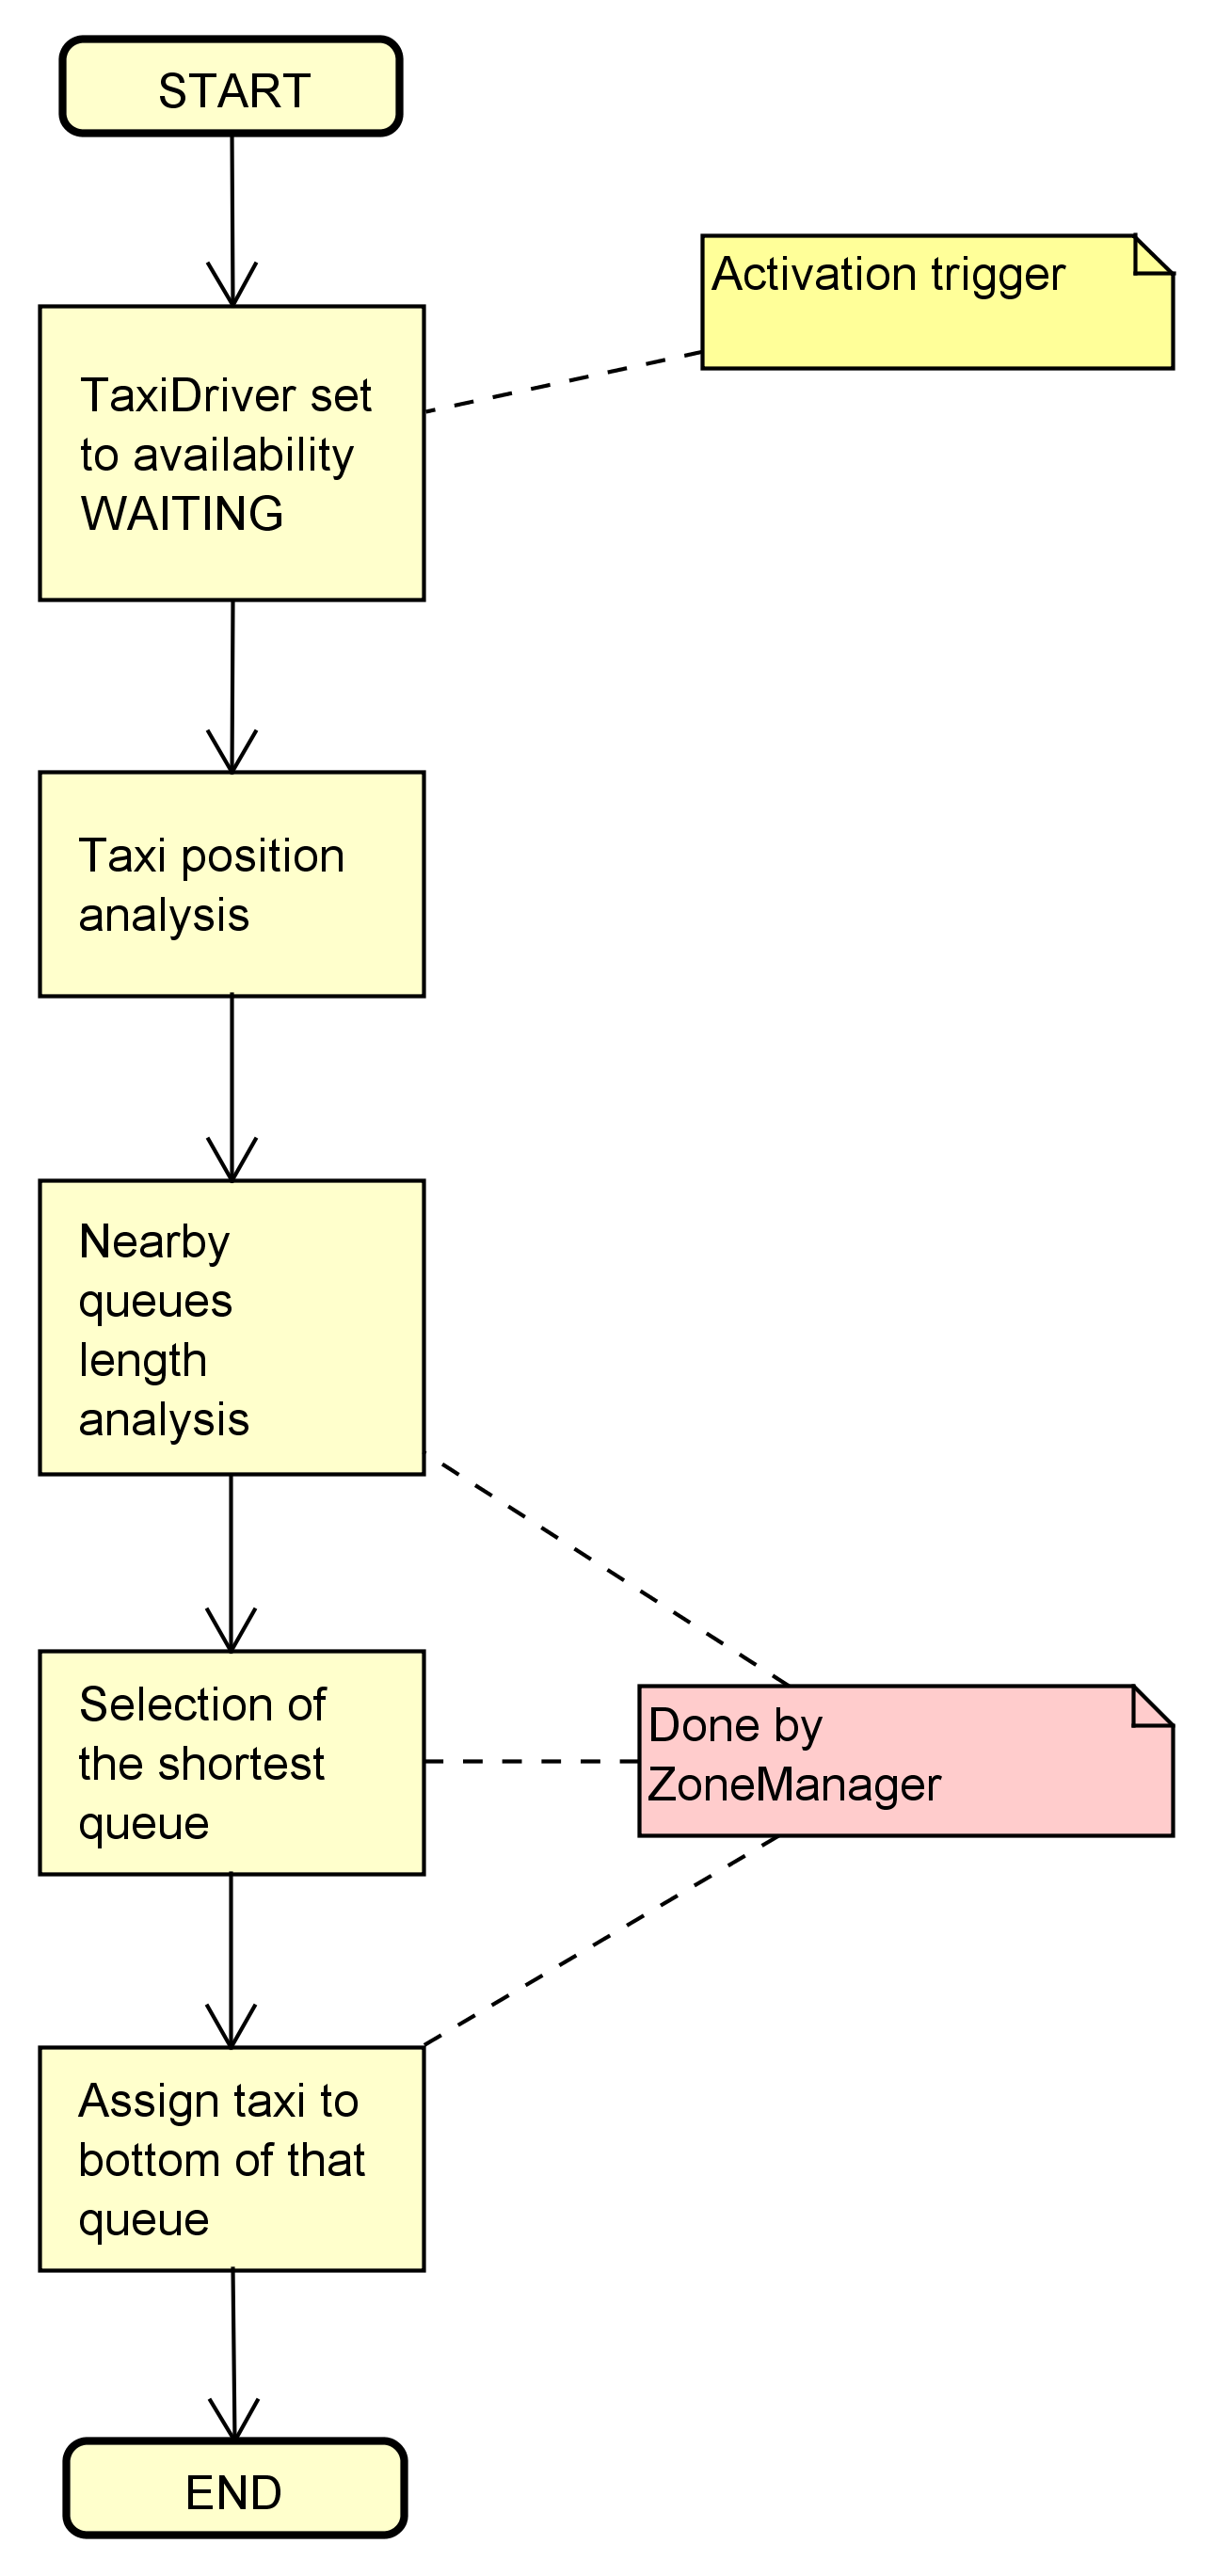 START
Activation trigger
TaxiDriver set
to availability
WAITING
Taxi position
analysis
Nearby
queues
length
analysis
Selection of
the shortest
queue
Done by
ZoneManager
Assign taxi to
bottom of that
queue
END